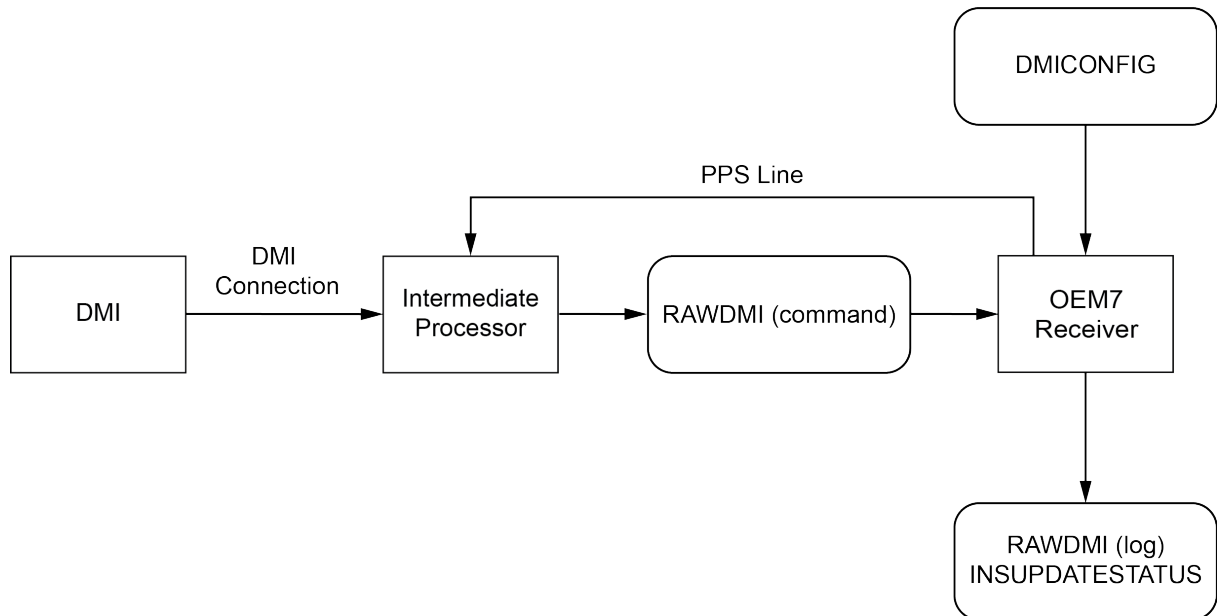 DMICONFIG
PPS Line
DMI
Connection
DMI
Intermediate
Processor
RAWDMI (command)
OEM7
Receiver
RAWDMI (log)
INSUPDATESTATUS